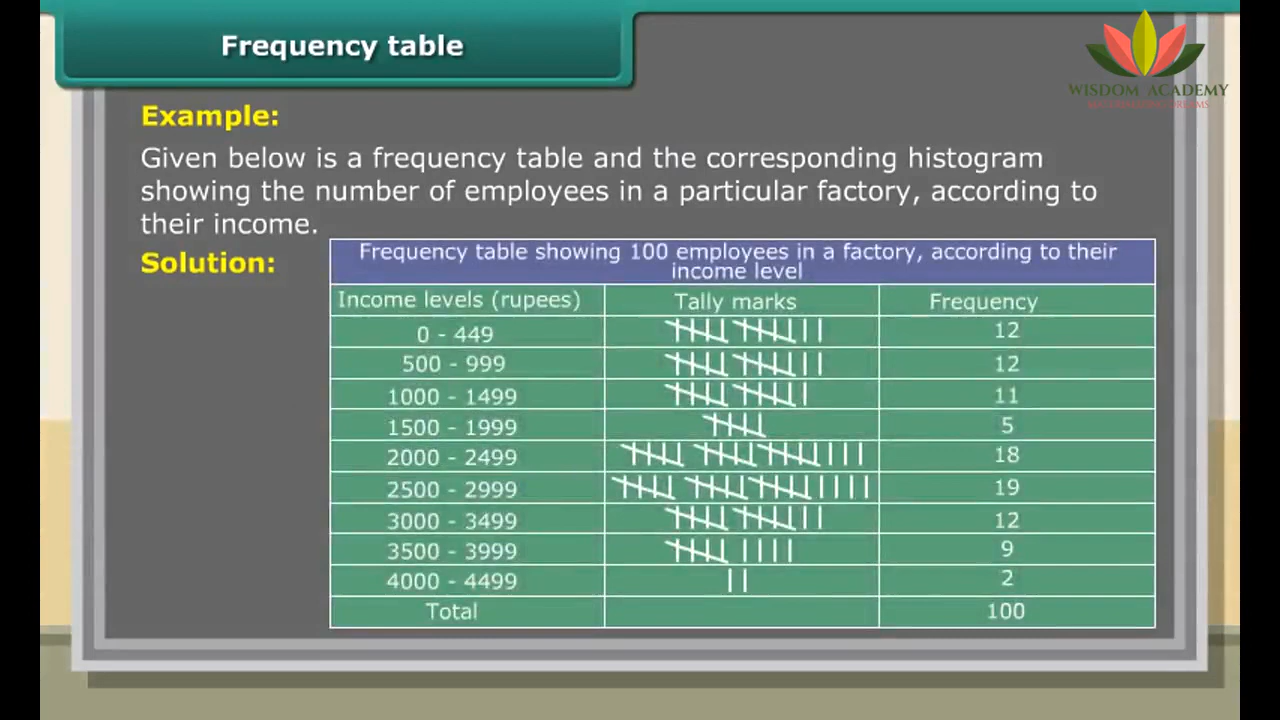 Frequency table
WISDOM ACADEMY
Example:
Given below is a frequency table and the corresponding histogram
showing the number of employees in a particular factory, according to
their income.
Solution:
Frequency table showing 100 employees in a factory, according to their
income level
Income levels (rupees) Tally marks Frequency
0 - 449 12
500 - 999 12
1000 - 1499 11
1500 - 1999 5
2000 - 2499 18
2500 - 2999 19
3000 - 3499 12
3500 - 3999 9
4000 - 4499 2
Total 100